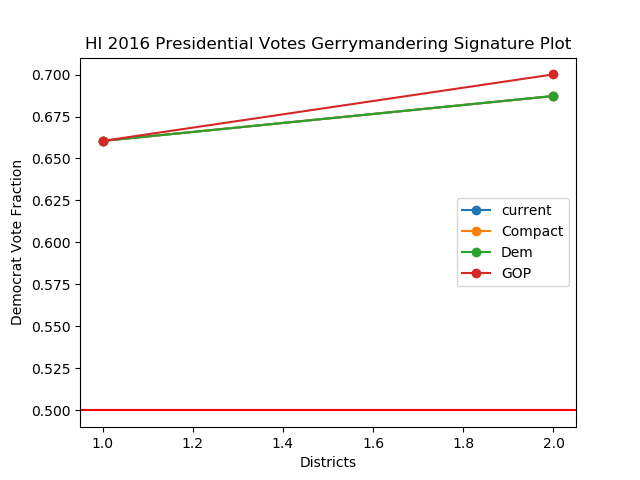 HI 2016 Presidential Votes Gerrymandering Signature Plot
0.700
0.675
0.650
0.625
0.600
0.575
0.550
0.525
0.500
Democrat Vote Fraction
current
Compact
Dem
GOP
1.0 1.2 1.4 1.6 1.8 2.0
Districts